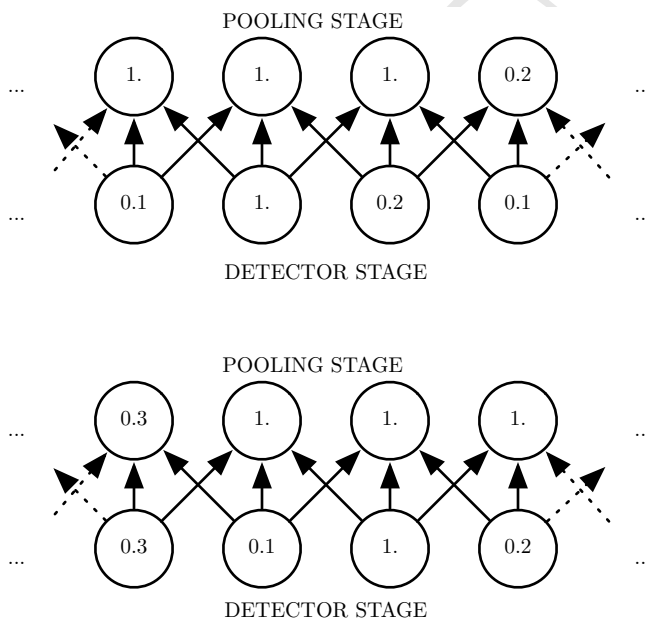 POOLING STAGE
... 1. 1. 1. 0.2 ..
... 0.1 1. 0.2 0.1 ..
DETECTOR STAGE
POOLING STAGE
... 0.3 1. 1. 1. ..
... 0.3 0.1 1. 0.2 ..
DETECTOR STAGE